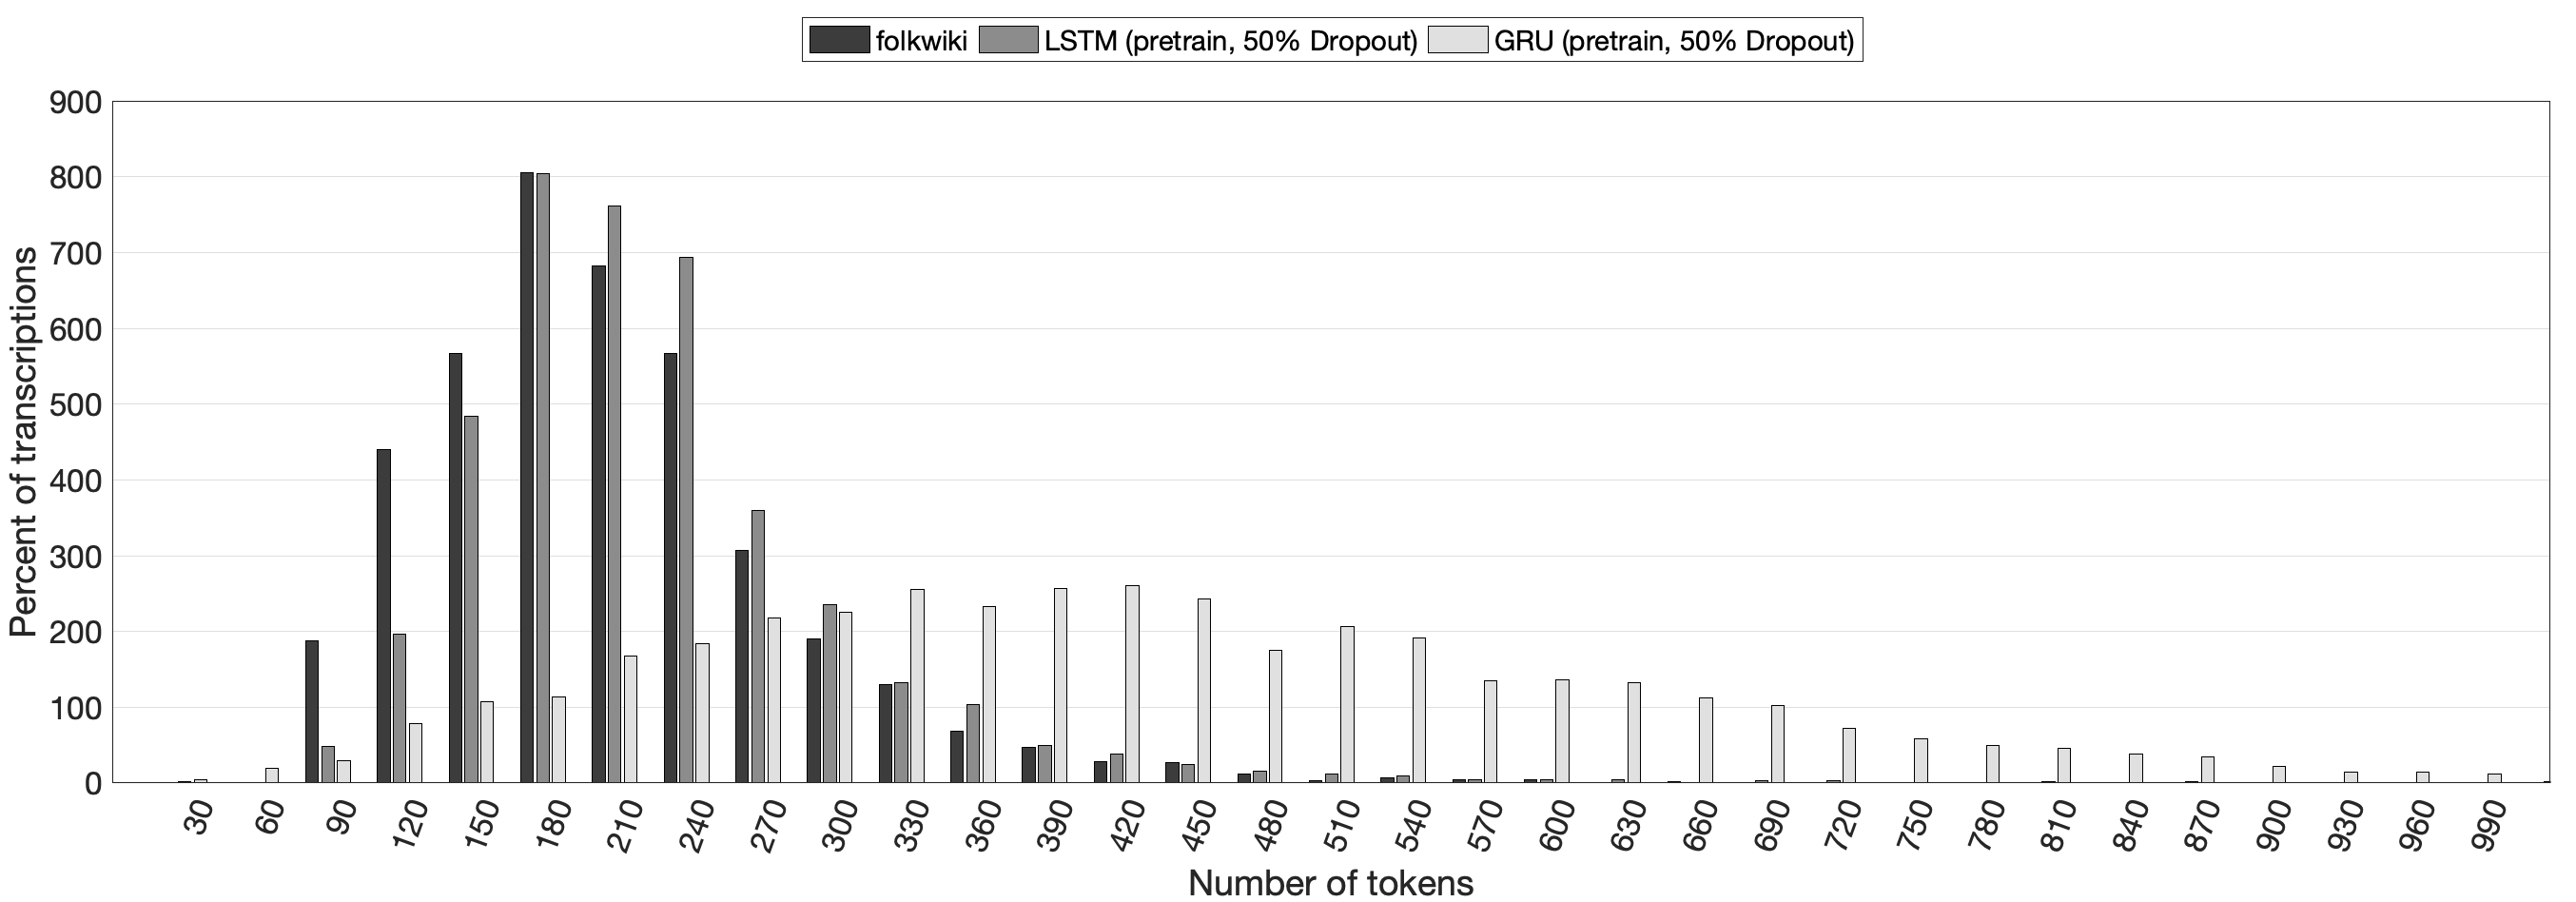 folkwiki LSTM (pretrain, 50% Dropout) GRU (pretrain, 50% Dropout)
900
800
700
600
500
400
300
200
100
0
Percent of transcriptions
30 60 90 120 150 180 210 240 270 300 330 360 390 420 450 480 510 540 570 600 630 660 690 720 750 780 810 840 870 900 930 960 990
Number of tokens